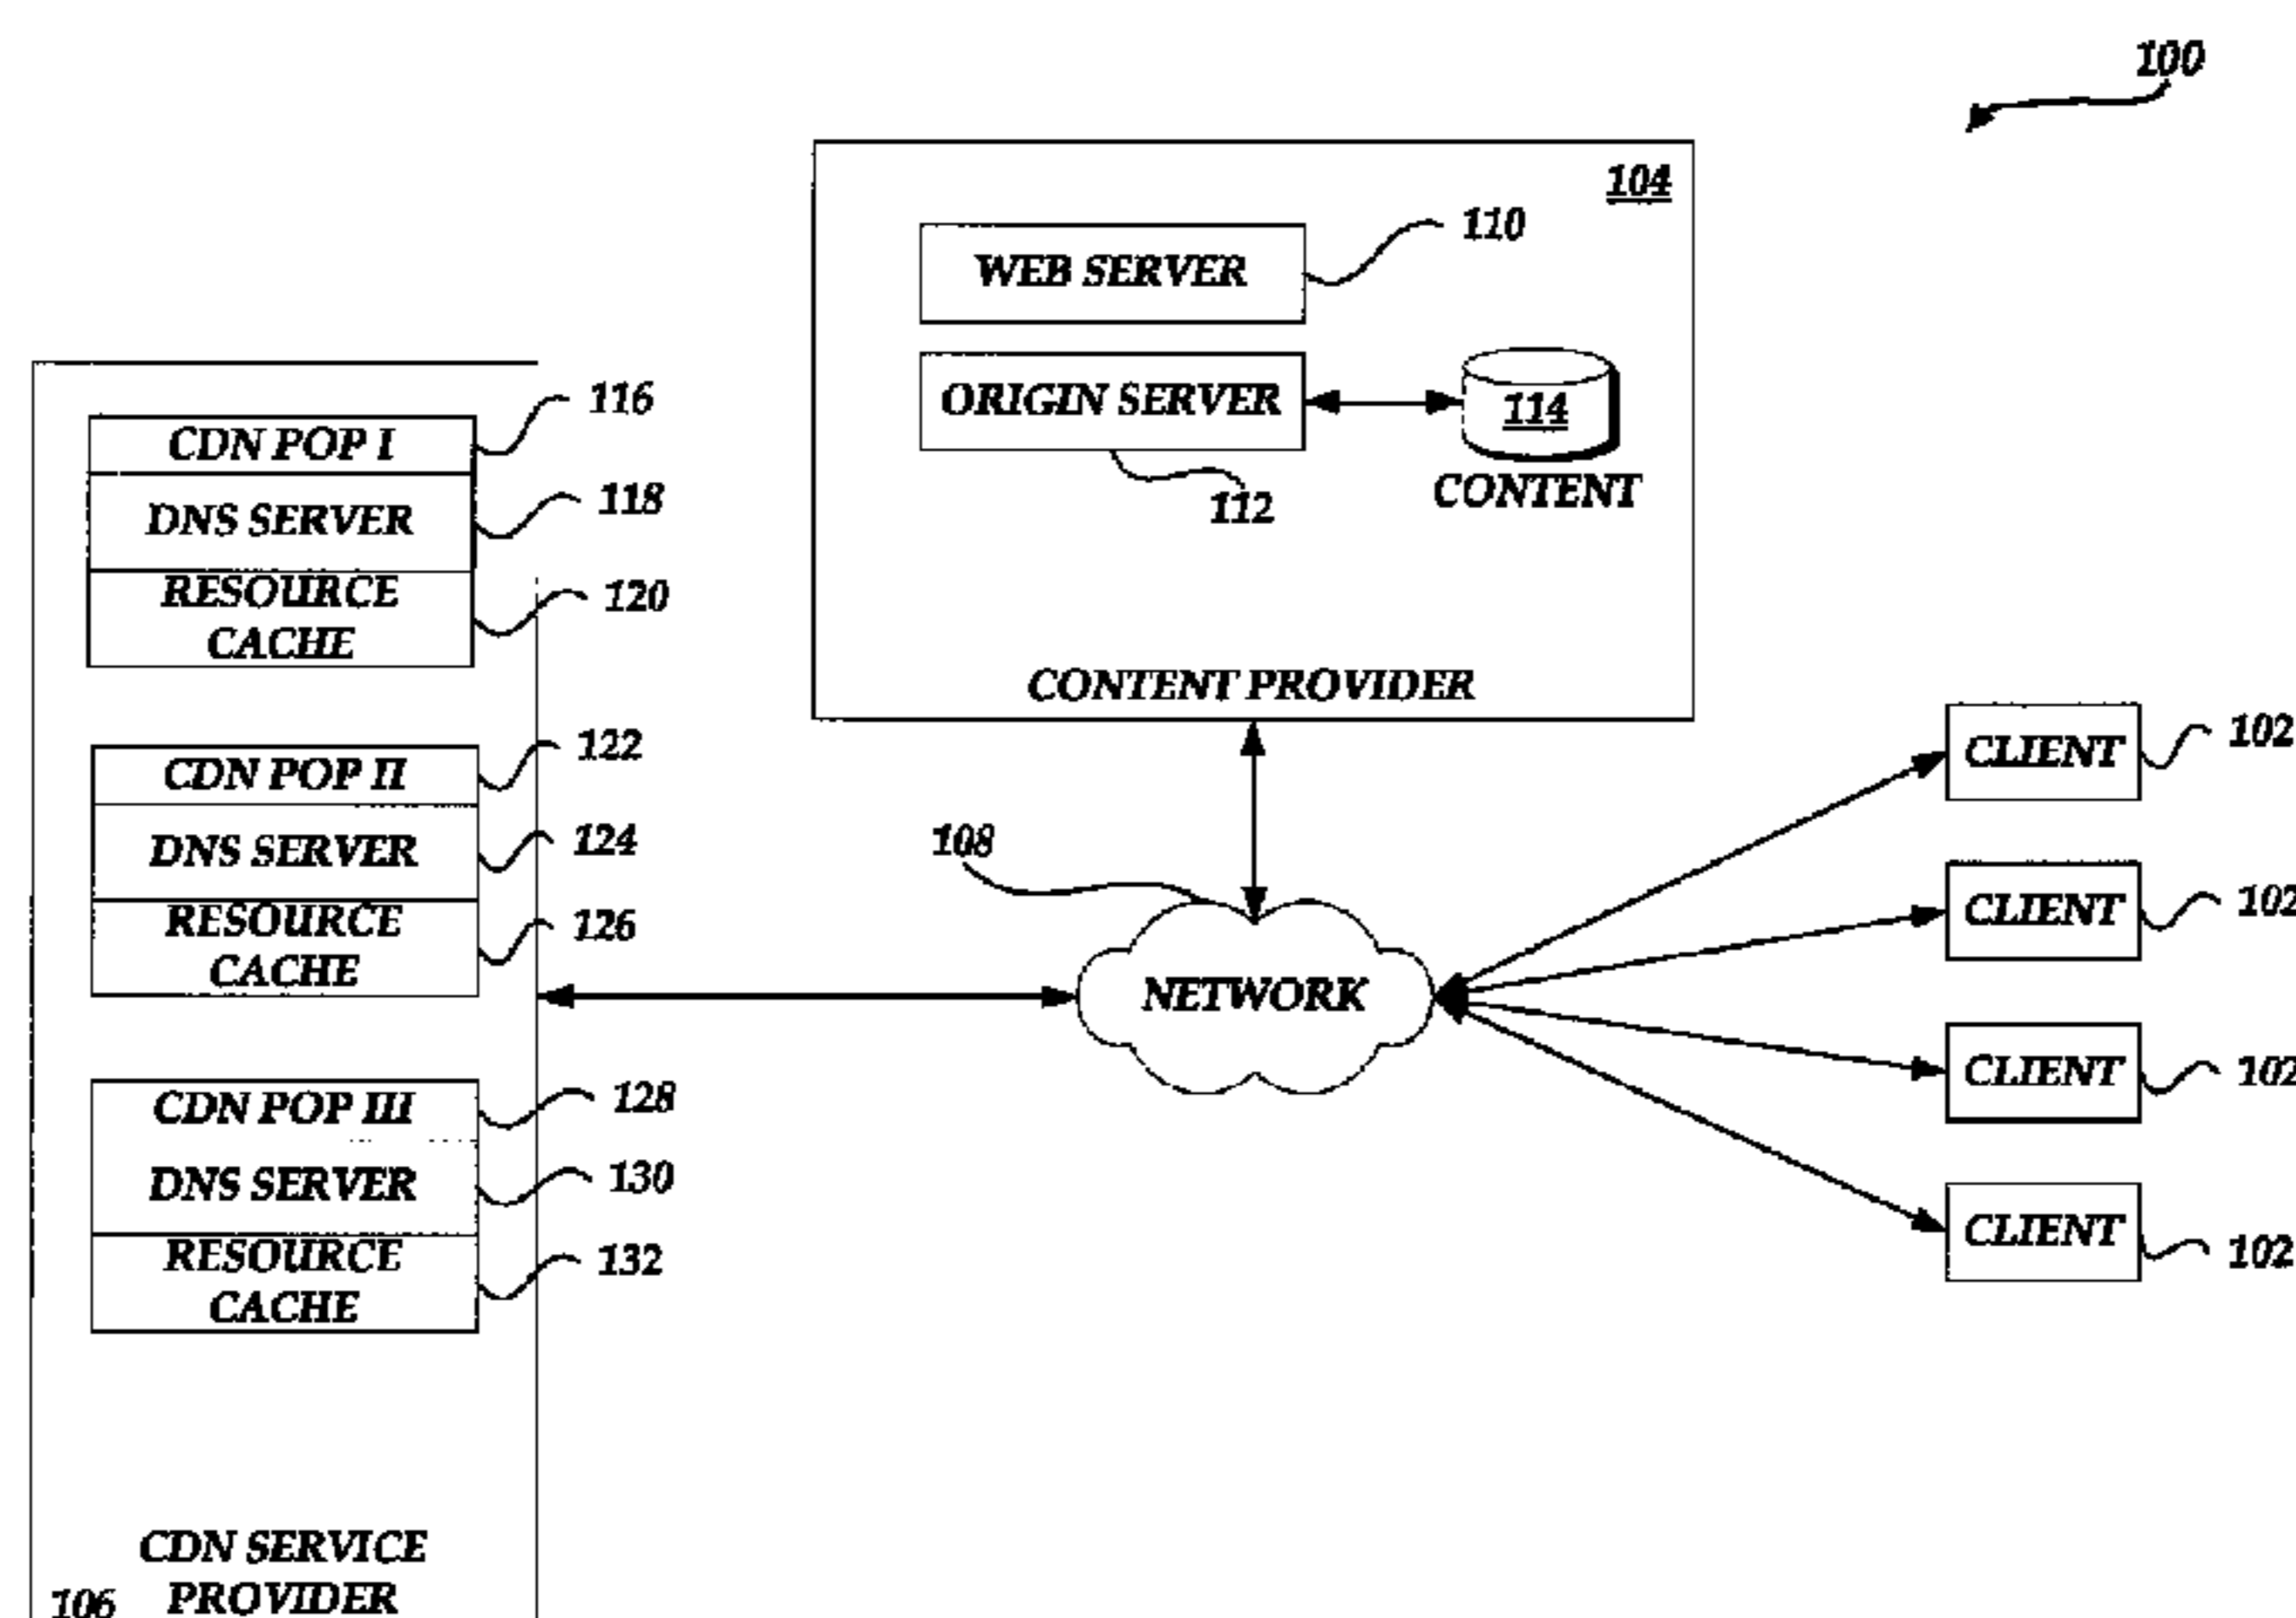 100
104
WEB SERVER
110
ORIGIN SERVER
112
114
CONTENT
CONTENT PROVIDER
CDN POP I
116
DNS SERVER
118
RESOURCE
CACHE
120
CDN POP II
122
DNS SERVER
124
RESOURCE
CACHE
126
CDN POP III
128
DNS SERVER
130
RESOURCE
CACHE
132
CDN SERVICE
PROVIDER
106
108
NETWORK
CLIENT
102
CLIENT
102
CLIENT
102
CLIENT
102